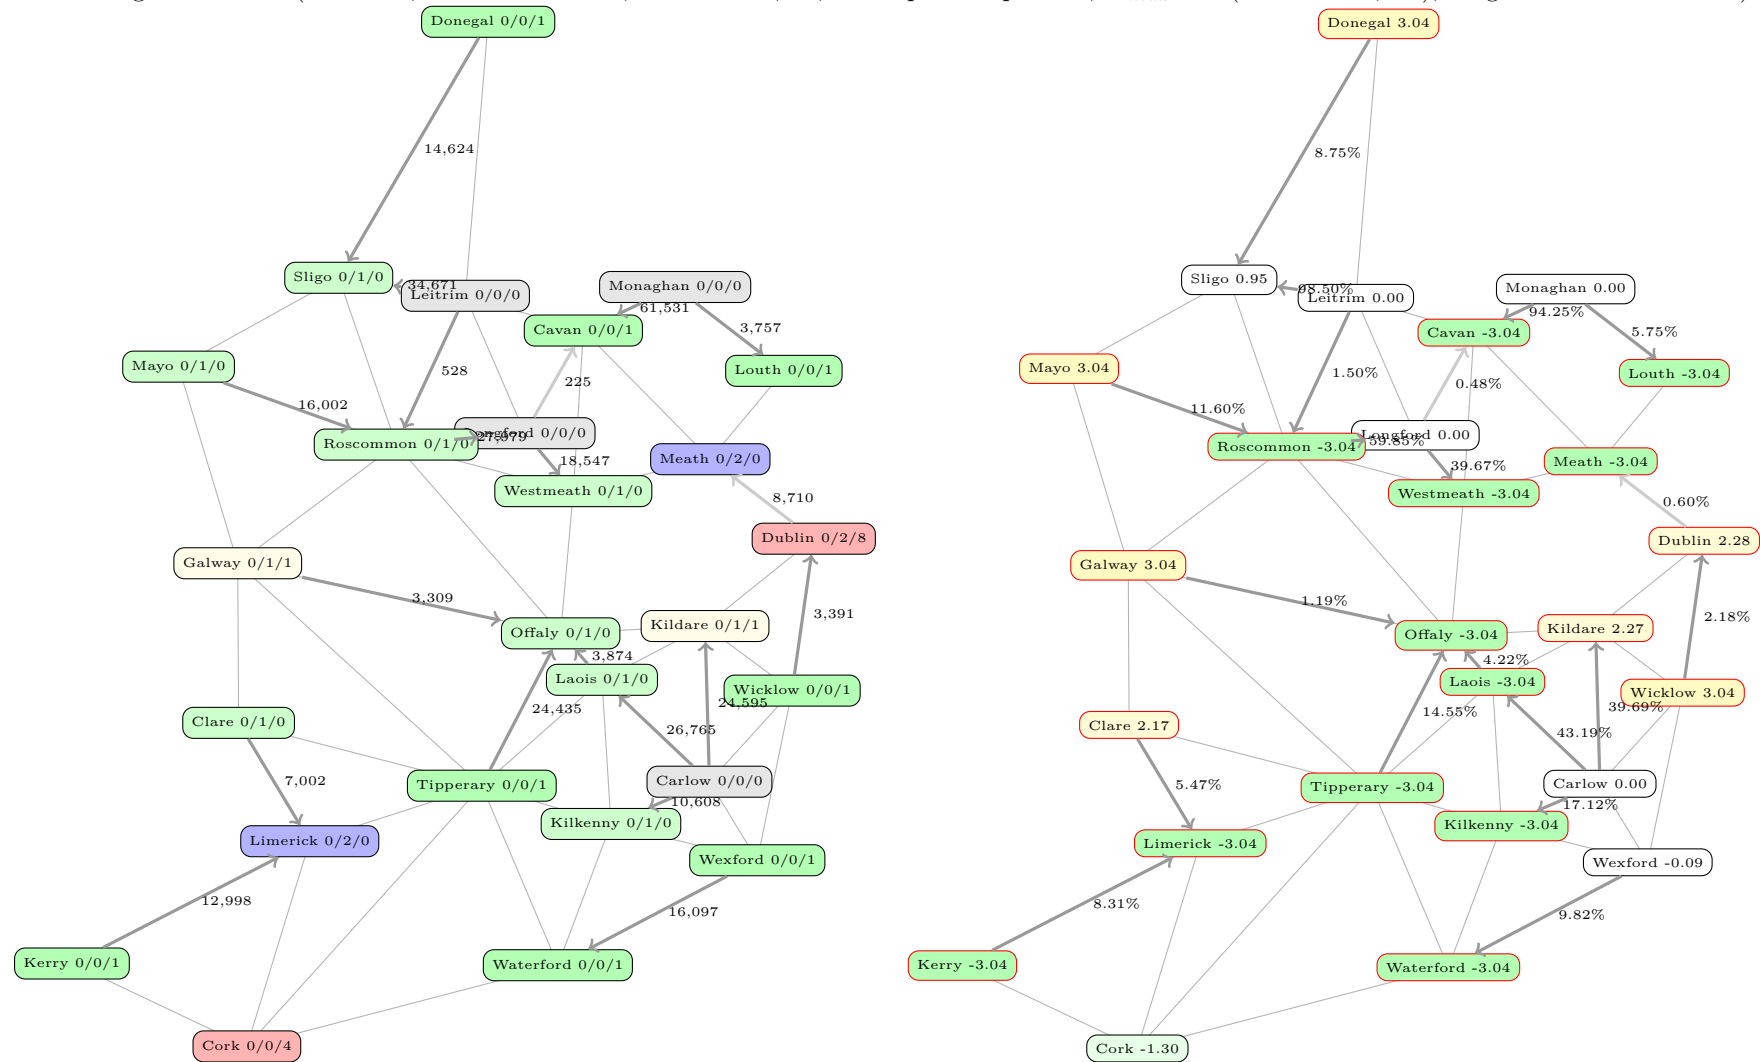 Donegal 0/0/1
14,624
Sligo 0/1/0
34,671
Leitrim 0/0/0
Monaghan 0/0/0
61,531
Cavan 0/0/1
3,757
Mayo 0/1/0
528
225
Louth 0/0/1
16,002
Roscommon 0/1/0
27,979
Longford 0/0/0
18,547
Meath 0/2/0
Westmeath 0/1/0
8,710
Dublin 0/2/8
Galway 0/1/1
3,309
3,391
Offaly 0/1/0
Kildare 0/1/1
3,874
Laois 0/1/0
Wicklow 0/0/1
24,595
24,435
Clare 0/1/0
26,765
7,002
Tipperary 0/0/1
Carlow 0/0/0
10,608
Kilkenny 0/1/0
Limerick 0/2/0
Wexford 0/0/1
12,998
16,097
Kerry 0/0/1
Waterford 0/0/1
Cork 0/0/4
Donegal 3.04
8.75%
Sligo 0.95
98.50%
Leitrim 0.00
Monaghan 0.00
94.25%
Cavan -3.04
5.75%
Mayo 3.04
1.50%
0.48%
Louth -3.04
11.60%
Roscommon -3.04
59.85%
Longford 0.00
39.67%
Meath -3.04
Westmeath -3.04
0.60%
Dublin 2.28
Galway 3.04
1.19%
2.18%
Offaly -3.04
Kildare 2.27
4.22%
Laois -3.04
Wicklow 3.04
39.69%
14.55%
Clare 2.17
43.19%
5.47%
Tipperary -3.04
Carlow 0.00
17.12%
Kilkenny -3.04
Limerick -3.04
Wexford -0.09
8.31%
9.82%
Kerry -3.04
Waterford -3.04
Cork -1.30